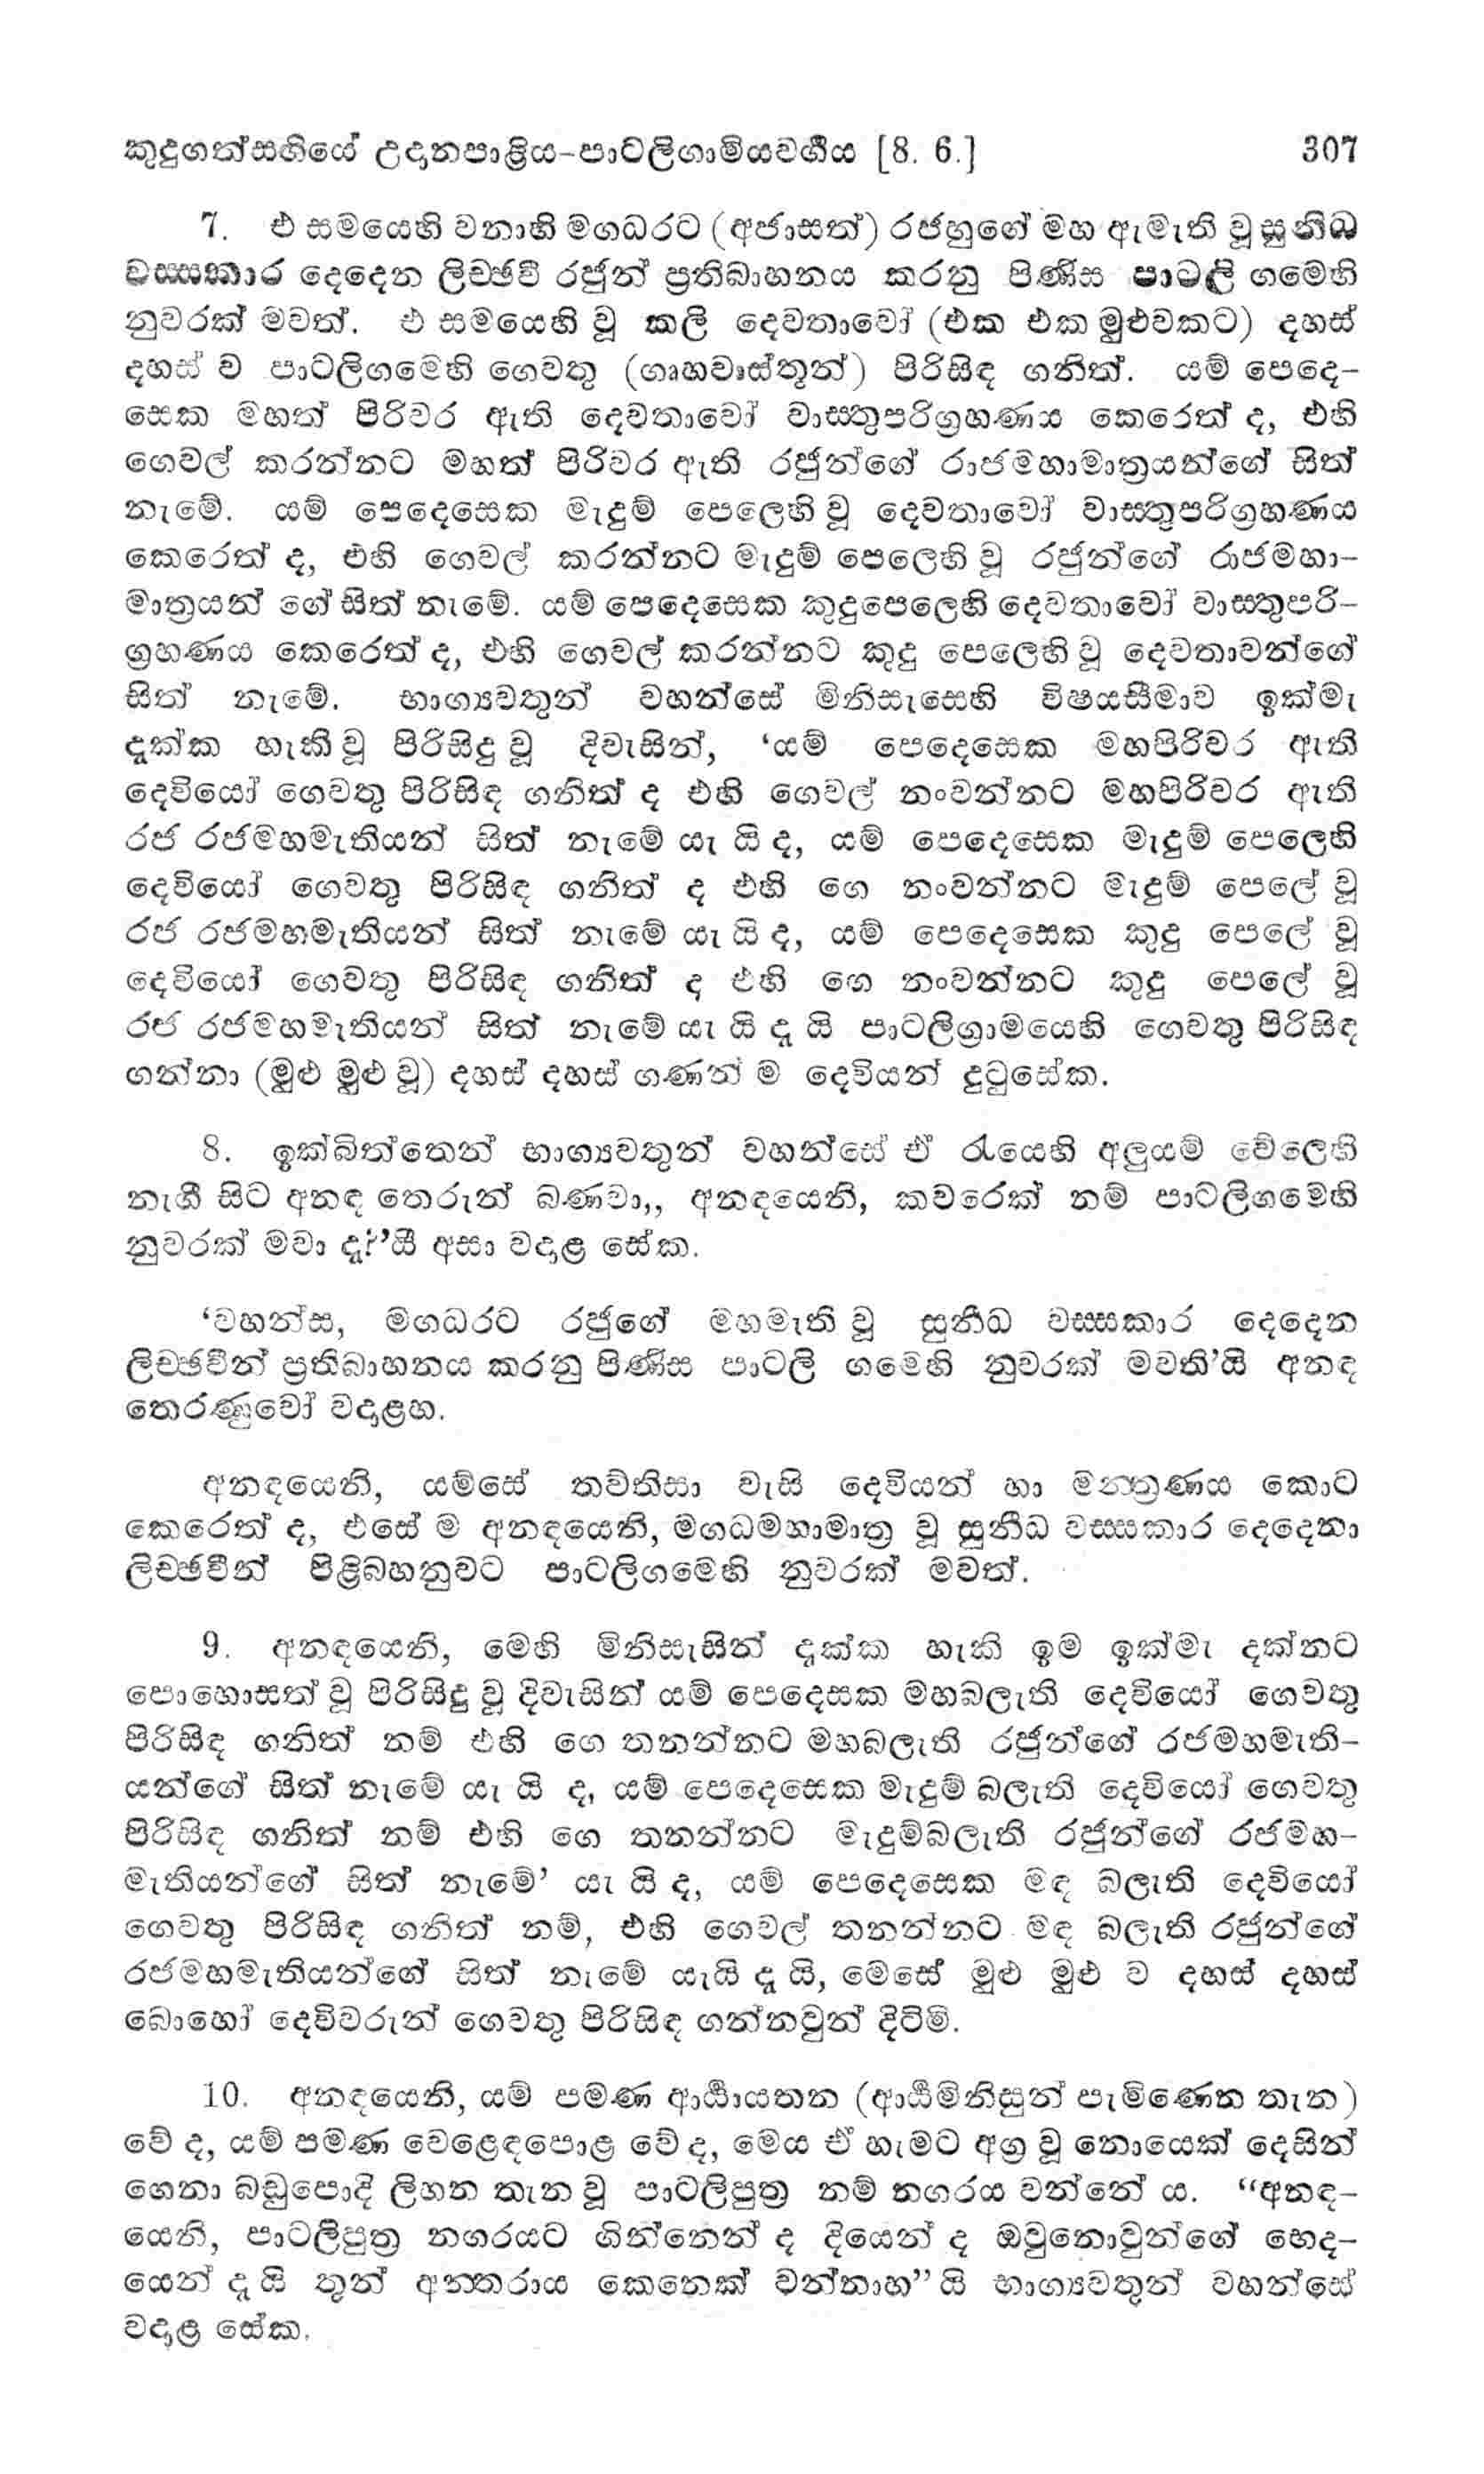 කුදුගත්සඟියේ උදානපාළිය-පාටලිගාමියවර්‍ගය [8. 6.] 307
7. එ සමයෙහි වනාහි මගධරට (අජාසත්) රජහුගේ මහ ඇමැති වූ සුනීධ
වස්සකාර දෙදෙන ලිච්ඡවි රජුන් ප්‍රතිබාහනය කරනු පිණිස පාටලි ගමෙහි
නුවරක් මවත්. එ සමයෙහි වූ කලි දෙවතාවෝ (එක එක මුළුවකට) දහස්
දහස් ව පාටලිගමෙහි ගෙවතු (ගෘහවාස්තූන්) පිරිසිඳ ගනිත්. යම් පෙදෙ-
සෙක මහත් පිරිවර ඇති දෙවතාවෝ වාස්තුපරිග්‍රහණය කෙරෙත් ද, එහි
ගෙවල් කරන්නට මහත් පිරිවර ඇති රජුන්ගේ රාජමහාමාත්‍රයන්ගේ සිත්
නැමේ. යම් පෙදෙසෙක මැදුම් පෙලෙහි වූ දෙවතාවෝ වාස්තුපරිග්‍රහණය
කෙරෙත් ද, එහි ගෙවල් කරන්නට මැදුම් පෙලෙහි වූ රජුන්ගේ රාජමහා-
මාත්‍රයන් ගේ සිත් නැමේ. යම් පෙදෙසෙක කුදුපෙලෙහි දෙවතාවෝ වාස්තුපරි-
ග්‍රහණය කෙරෙත් ද, එහි ගෙවල් කරන්නට කුදු පෙලෙහි වූ දෙවතාවන්ගේ
සිත් නැමේ. භාග්‍යවතුන් වහන්සේ මිනිසැසෙහි විෂයසීමාව ඉක්මැ
දැක්ක හැකි වූ පිරිසිදු වූ දිවැසින්, ‘යම් පෙදෙසෙක මහපිරිවර ඇති
දෙවියෝ ගෙවතු පිරිසිඳ ගනිත් ද එහි ගෙවල් නංවන්නට මහපිරිවර ඇති
රජ රජමහමැතියන් සිත් නැමේ යැ යි ද, යම් පෙදෙසෙක මැදුම් පෙලෙහි
දෙවියෝ ගෙවතු පිරිසිඳ ගනිත් ද එහි ගෙ නංවන්නට මැදුම් පෙලේ වූ
රජ රජමහමැතියන් සිත් නැමේ යැ යි ද, යම් පෙදෙසෙක කුදු පෙලේ වූ
දෙවියෝ ගෙවතු පිරිසිඳ ගනිත් ද එහි ගෙ නංවන්නට කුදු පෙලේ වූ
රජ රජමහමැතියන් සිත් නැමේ යැ යි දැ යි පාටලිග්‍රාමයෙහි ගෙවතු පිරිසිඳ
ගන්නා (මුළු මුළු වූ) දහස් දහස් ගණන් ම දෙවියන් දුටුසේක.
8. ඉක්බිත්තෙන් භාග්‍යවතුන් වහන්සේ ඒ රැයෙහි අලුයම් වේලෙහි
නැගී සිට අනඳ තෙරුන් බණවා,, අනඳයෙනි, කවරෙක් නම් පාටලිගමෙහි
නුවරක් මවා දැ?’යී අසා වදාළ සේක.
‘වහන්ස, මගධරට රජුගේ මහමැති වූ සුනීධ වස්සකාර දෙදෙන
ලිච්ඡවීන් ප්‍රතිබාහනය කරනු පිණිස පාටලි ගමෙහි නුවරක් මවති’යි අනඳ
තෙරණුවෝ වදාළහ.
අනඳයෙනි, යම්සේ තව්තිසා වැසි දෙවියන් හා මන්ත්‍රණය කොට
කෙරෙත් ද, එසේ ම අනඳයෙනි, මගධමහාමාත්‍ර වූ සුනීධ වස්සකාර දෙදෙනා
ලිච්ඡවීන් පිළිබහනුවට පාටලිගමෙහි නුවරක් මවත්.
9. අනඳයෙනි, මෙහි මිනිසැසින් දැක්ක හැකි ඉම ඉක්මැ දක්නට
පොහොසත් වූ පිරිසිදු වූ දිවැසින් යම් පෙදෙසක මහබලැති දෙවියෝ ගෙවතු
පිරිසිඳ ගනිත් නම් එහි ගෙ තනන්නට මහබලැති රජුන්ගේ රජමහමැති-
යන්ගේ සිත් නැමේ යැ යි ද, යම් පෙදෙසෙක මැදුම් බලැති දෙවියෝ ගෙවතු
පිරිසිඳ ගනිත් නම් එහි ගෙ තනන්නට මැදුම්බලැති රජුන්ගේ රජමහ-
මැතියන්ගේ සිත් නැමේ’ යැ යි ද, යම් පෙදෙසෙක මඳ බලැති දෙවියෝ
ගෙවතු පිරිසිඳ ගනිත් නම්, එහි ගෙවල් තනන්නට මඳ බලැති රජුන්ගේ
රජමහමැතියන්ගේ සිත් නැමේ යැයි දැ යි, මෙසේ මුළු මුළු ව දහස් දහස්
බොහෝ දෙවිවරුන් ගෙවතු පිරිසිඳ ගන්නවුන් දිටිමි.
10. අනඳයෙනි, යම් පමණ ආර්‍ය්‍යායතන (ආර්‍ය්‍යමිනිසුන් පැමිණෙන තැන)
වේ ද, යම් පමණ වෙළෙඳපොළ වේ ද, මෙය ඒ හැමට අග්‍ර වූ නොයෙක් දෙසින්
ගෙනා බඩුපොදි ලිහන තැන වූ පාටලිපුත්‍ර නම් නගරය වන්නේ ය. “අනඳ-
යෙනි, පාටලීපුත්‍ර නගරයට ගින්නෙන් ද දියෙන් ද ඔවුනොවුන්ගේ භෙද-
යෙන් දැ යි තුන් අන්තරාය කෙනෙක් වන්නාහ” යි භාග්‍යවතුන් වහන්සේ
වදාළ සේක.